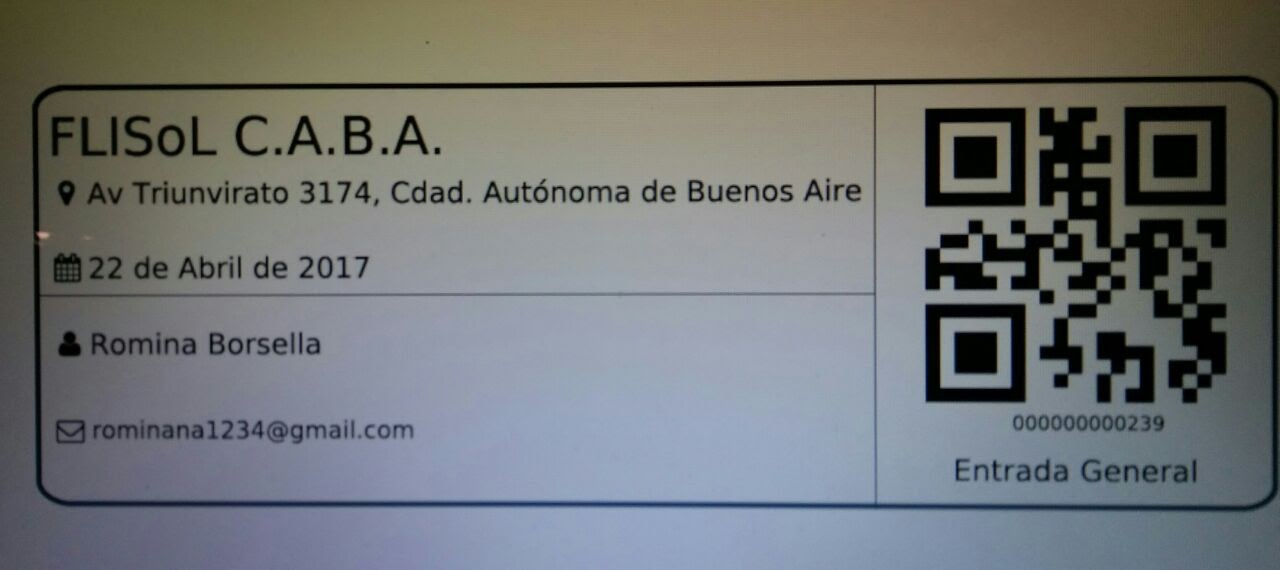 FLISoL C.A.B.A.
Av Triunvirato 3174, Cdad. Autónoma de Buenos Aire
22 de Abril de 2017
Romina Borsella
rominana1234@gmail.com
000000000239
Entrada General